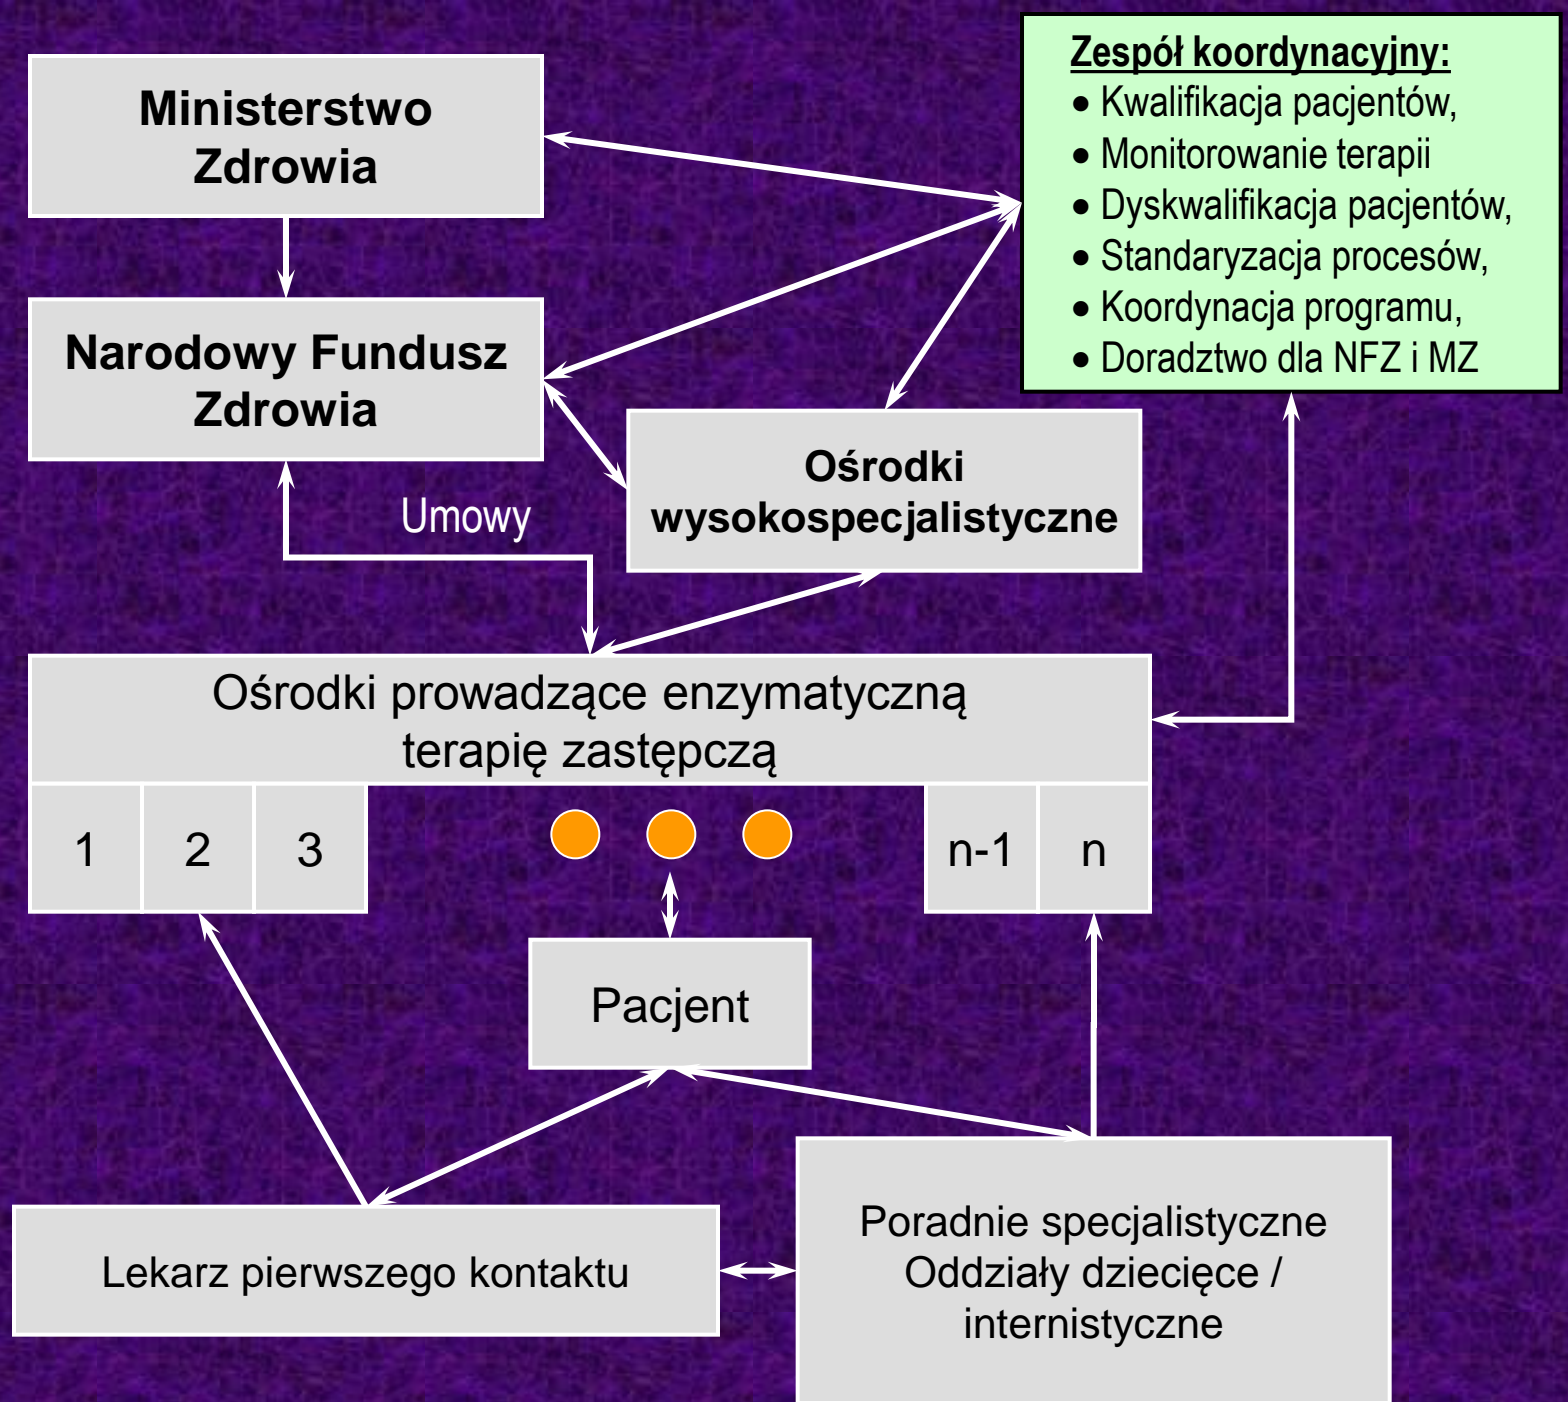 Ministerstwo
Zdrowia
Zespół koordynacyjny:
• Kwalifikacja pacjentów,
• Monitorowanie terapii
• Dyskwalifikacja pacjentów,
• Standaryzacja procesów,
• Koordynacja programu,
• Doradztwo dla NFZ i MZ
Narodowy Fundusz
Zdrowia
Ośrodki
wysokospecjalistyczne
Umowy
Ośrodki prowadzące enzymatyczną
terapię zastępczą
1 2 3 n-1 n
Pacjent
Lekarz pierwszego kontaktu
Poradnie specjalistyczne
Oddziały dziecięce /
internistyczne